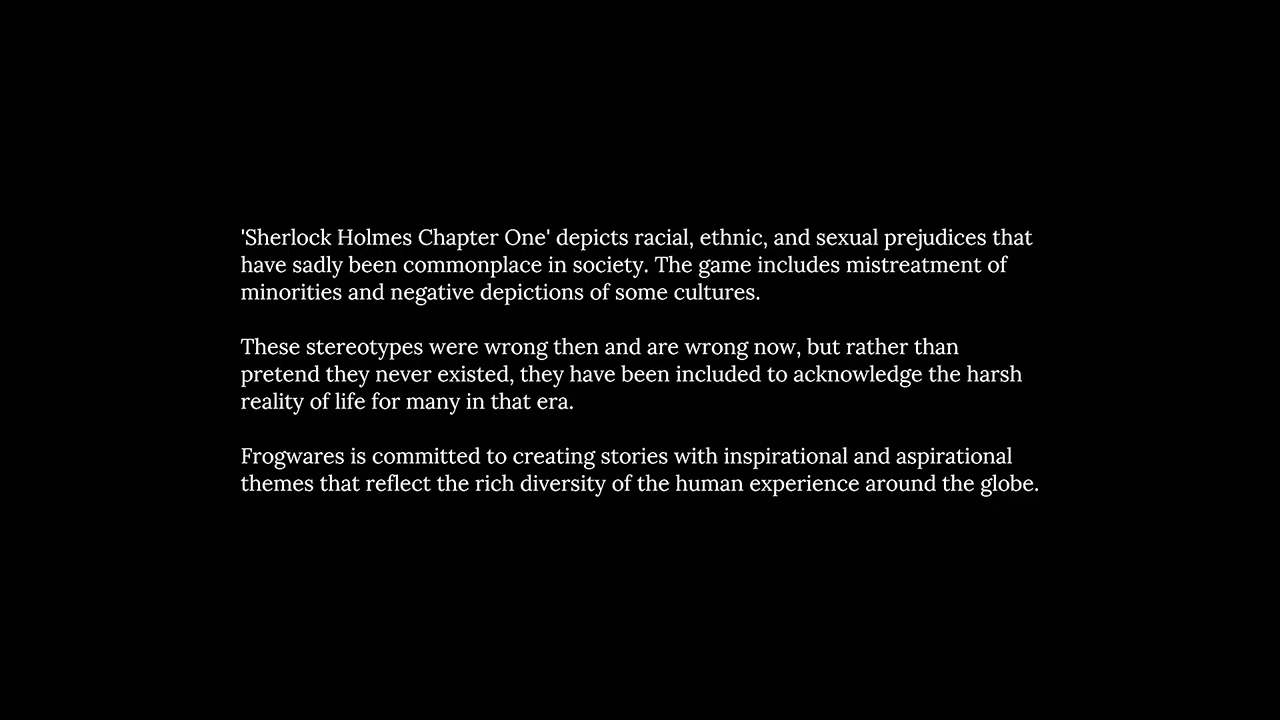 'Sherlock Holmes Chapter One' depicts racial, ethnic, and sexual prejudices that
have sadly been commonplace in society. The game includes mistreatment of
minorities and negative depictions of some cultures.
These stereotypes were wrong then and are wrong now, but rather than
pretend they never existed, they have been included to acknowledge the harsh
reality of life for many in that era.
Frogwares is committed to creating stories with inspirational and aspirational
themes that reflect the rich diversity of the human experience around the globe.